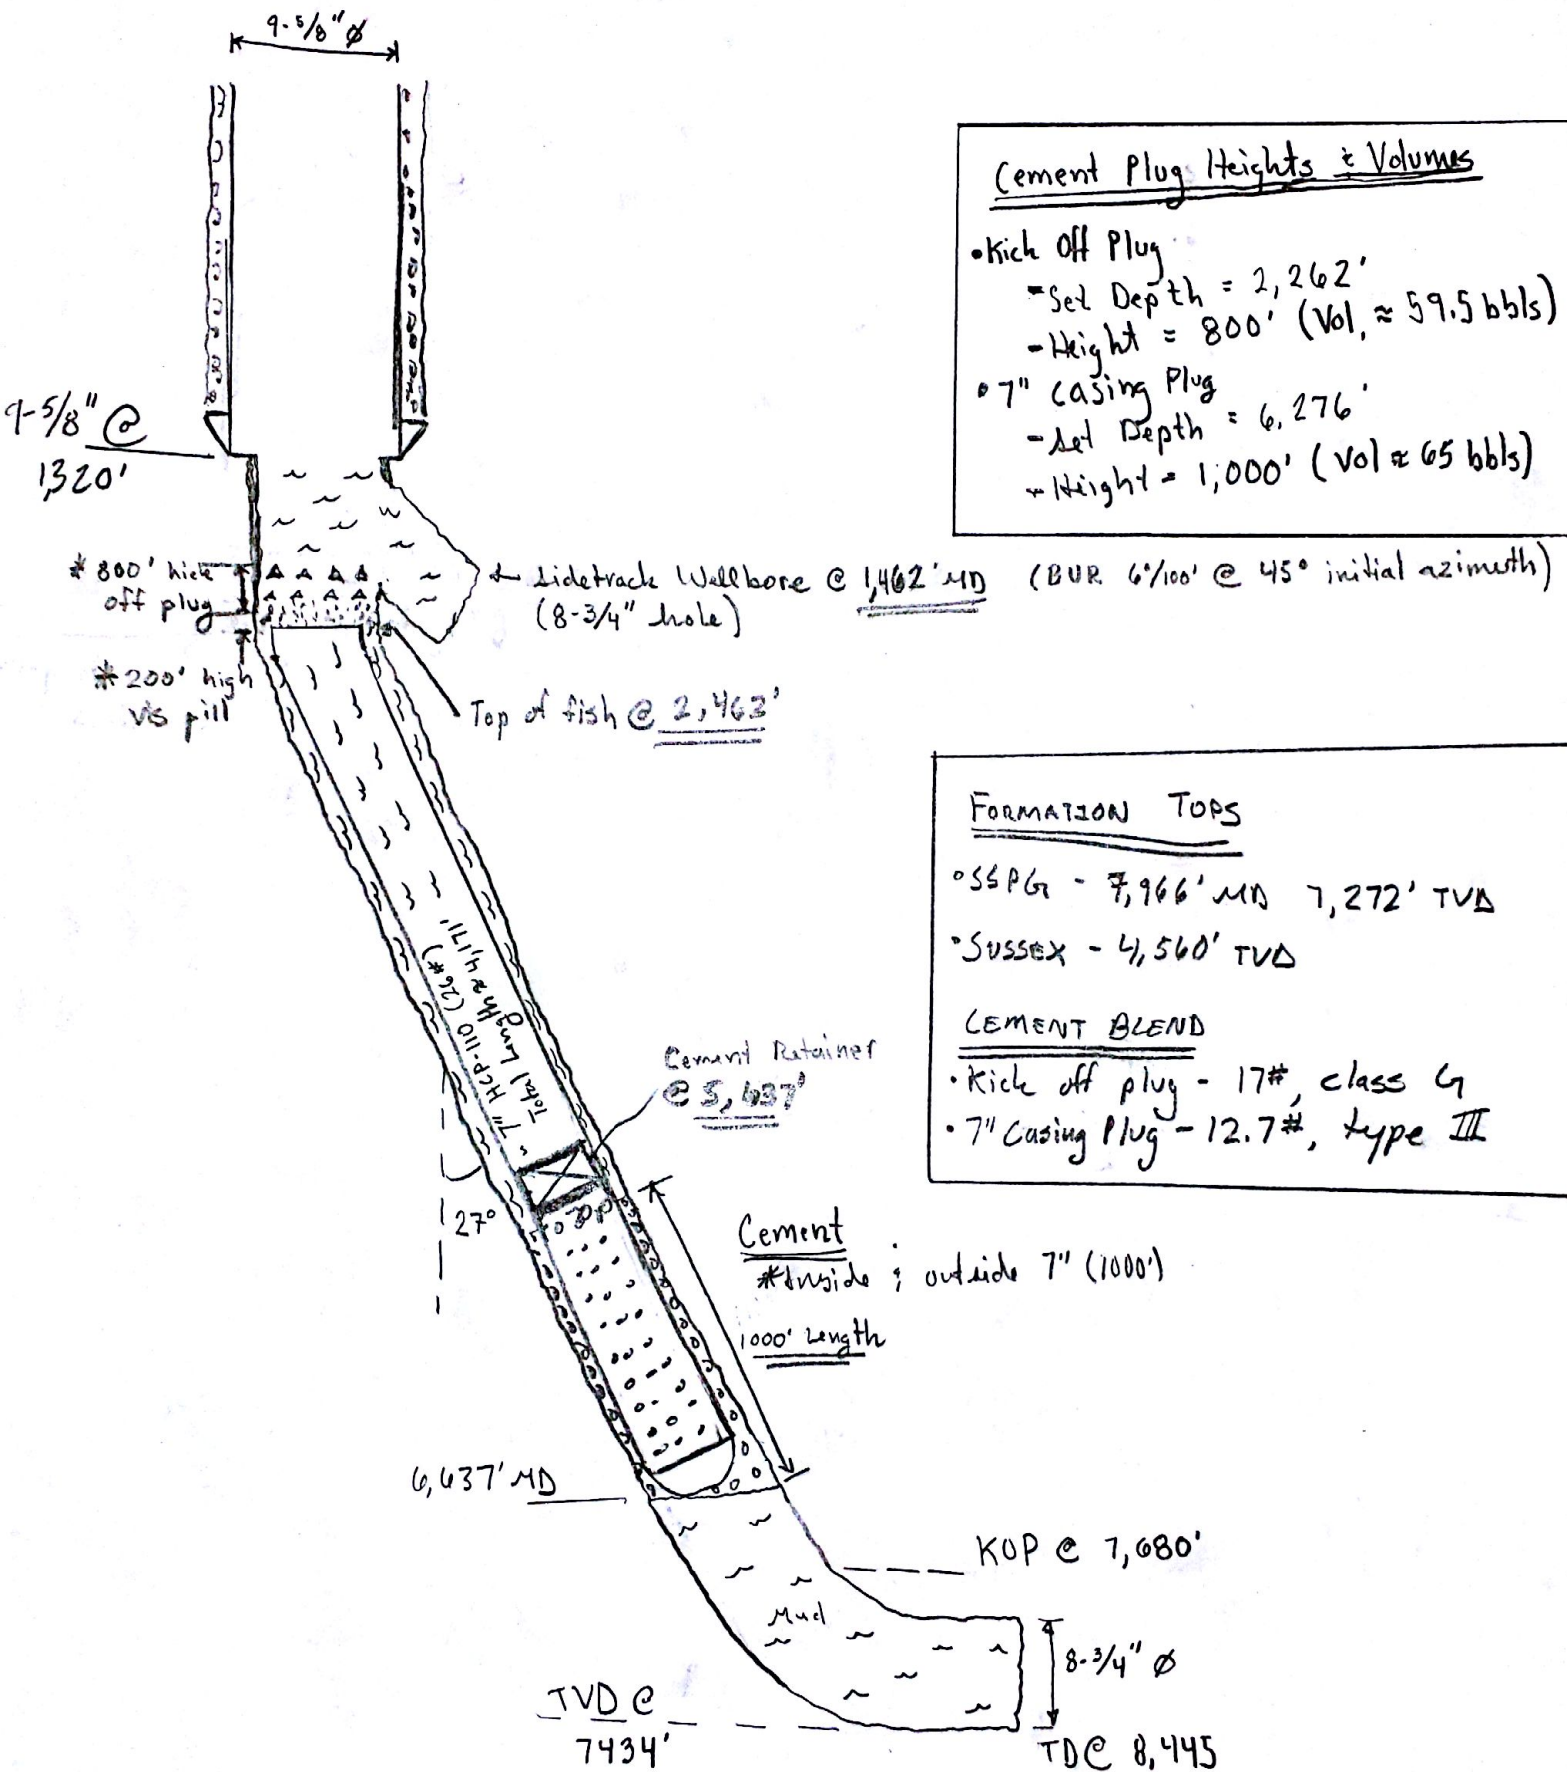 9-5/8" Ø
Cement Plug Heights & Volumes
• Kick Off Plug
- Set Depth = 2,262'
- Height = 800' (Vol. ≈ 59.5 bbls)
• 7" Casing Plug
- Set Depth = 6,276'
- Height = 1,000' (Vol ≈ 65 bbls)
9-5/8" @
1,320'
* 800' kick
off plug
Sidetrack Wellbore @ 1,462' MD (BUR 6°/100' @ 45° initial azimuth)
(8-3/4" hole)
* 200' high
vis pill
Top of fish @ 2,462'
FORMATION TOPS
• SSPG - 7,966' MD 7,272' TVD
• SUSSEX - 4,560' TVD
CEMENT BLEND
• Kick off plug - 17#, class G
• 7" Casing Plug - 12.7#, type III
~ 7" HCP-110 (26#)
Total Length ≈ 4,171'
Cement Retainer
@ 5,637'
27°
Cement
* Inside & outside 7" (1000')
1000' Length
6,637' MD
KOP @ 7,080'
Mud
8-3/4" Ø
TVD @
7434'
TD @ 8,445